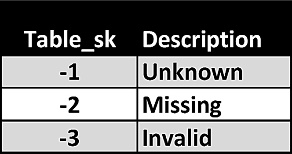 Table_sk Description
-1 Unknown
-2 Missing
-3 Invalid